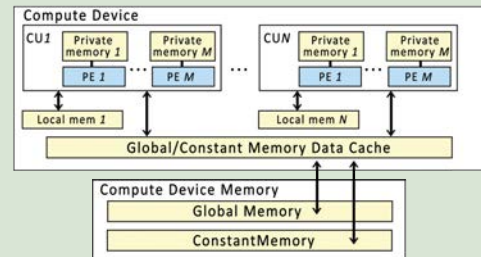 Compute Device
CU1
Private
memory 1
Private
memory M
PE 1
...
PE M
...
CUN
Private
memory 1
Private
memory M
PE 1
...
PE M
Local mem 1
Local mem N
Global/Constant Memory Data Cache
Compute Device Memory
Global Memory
ConstantMemory